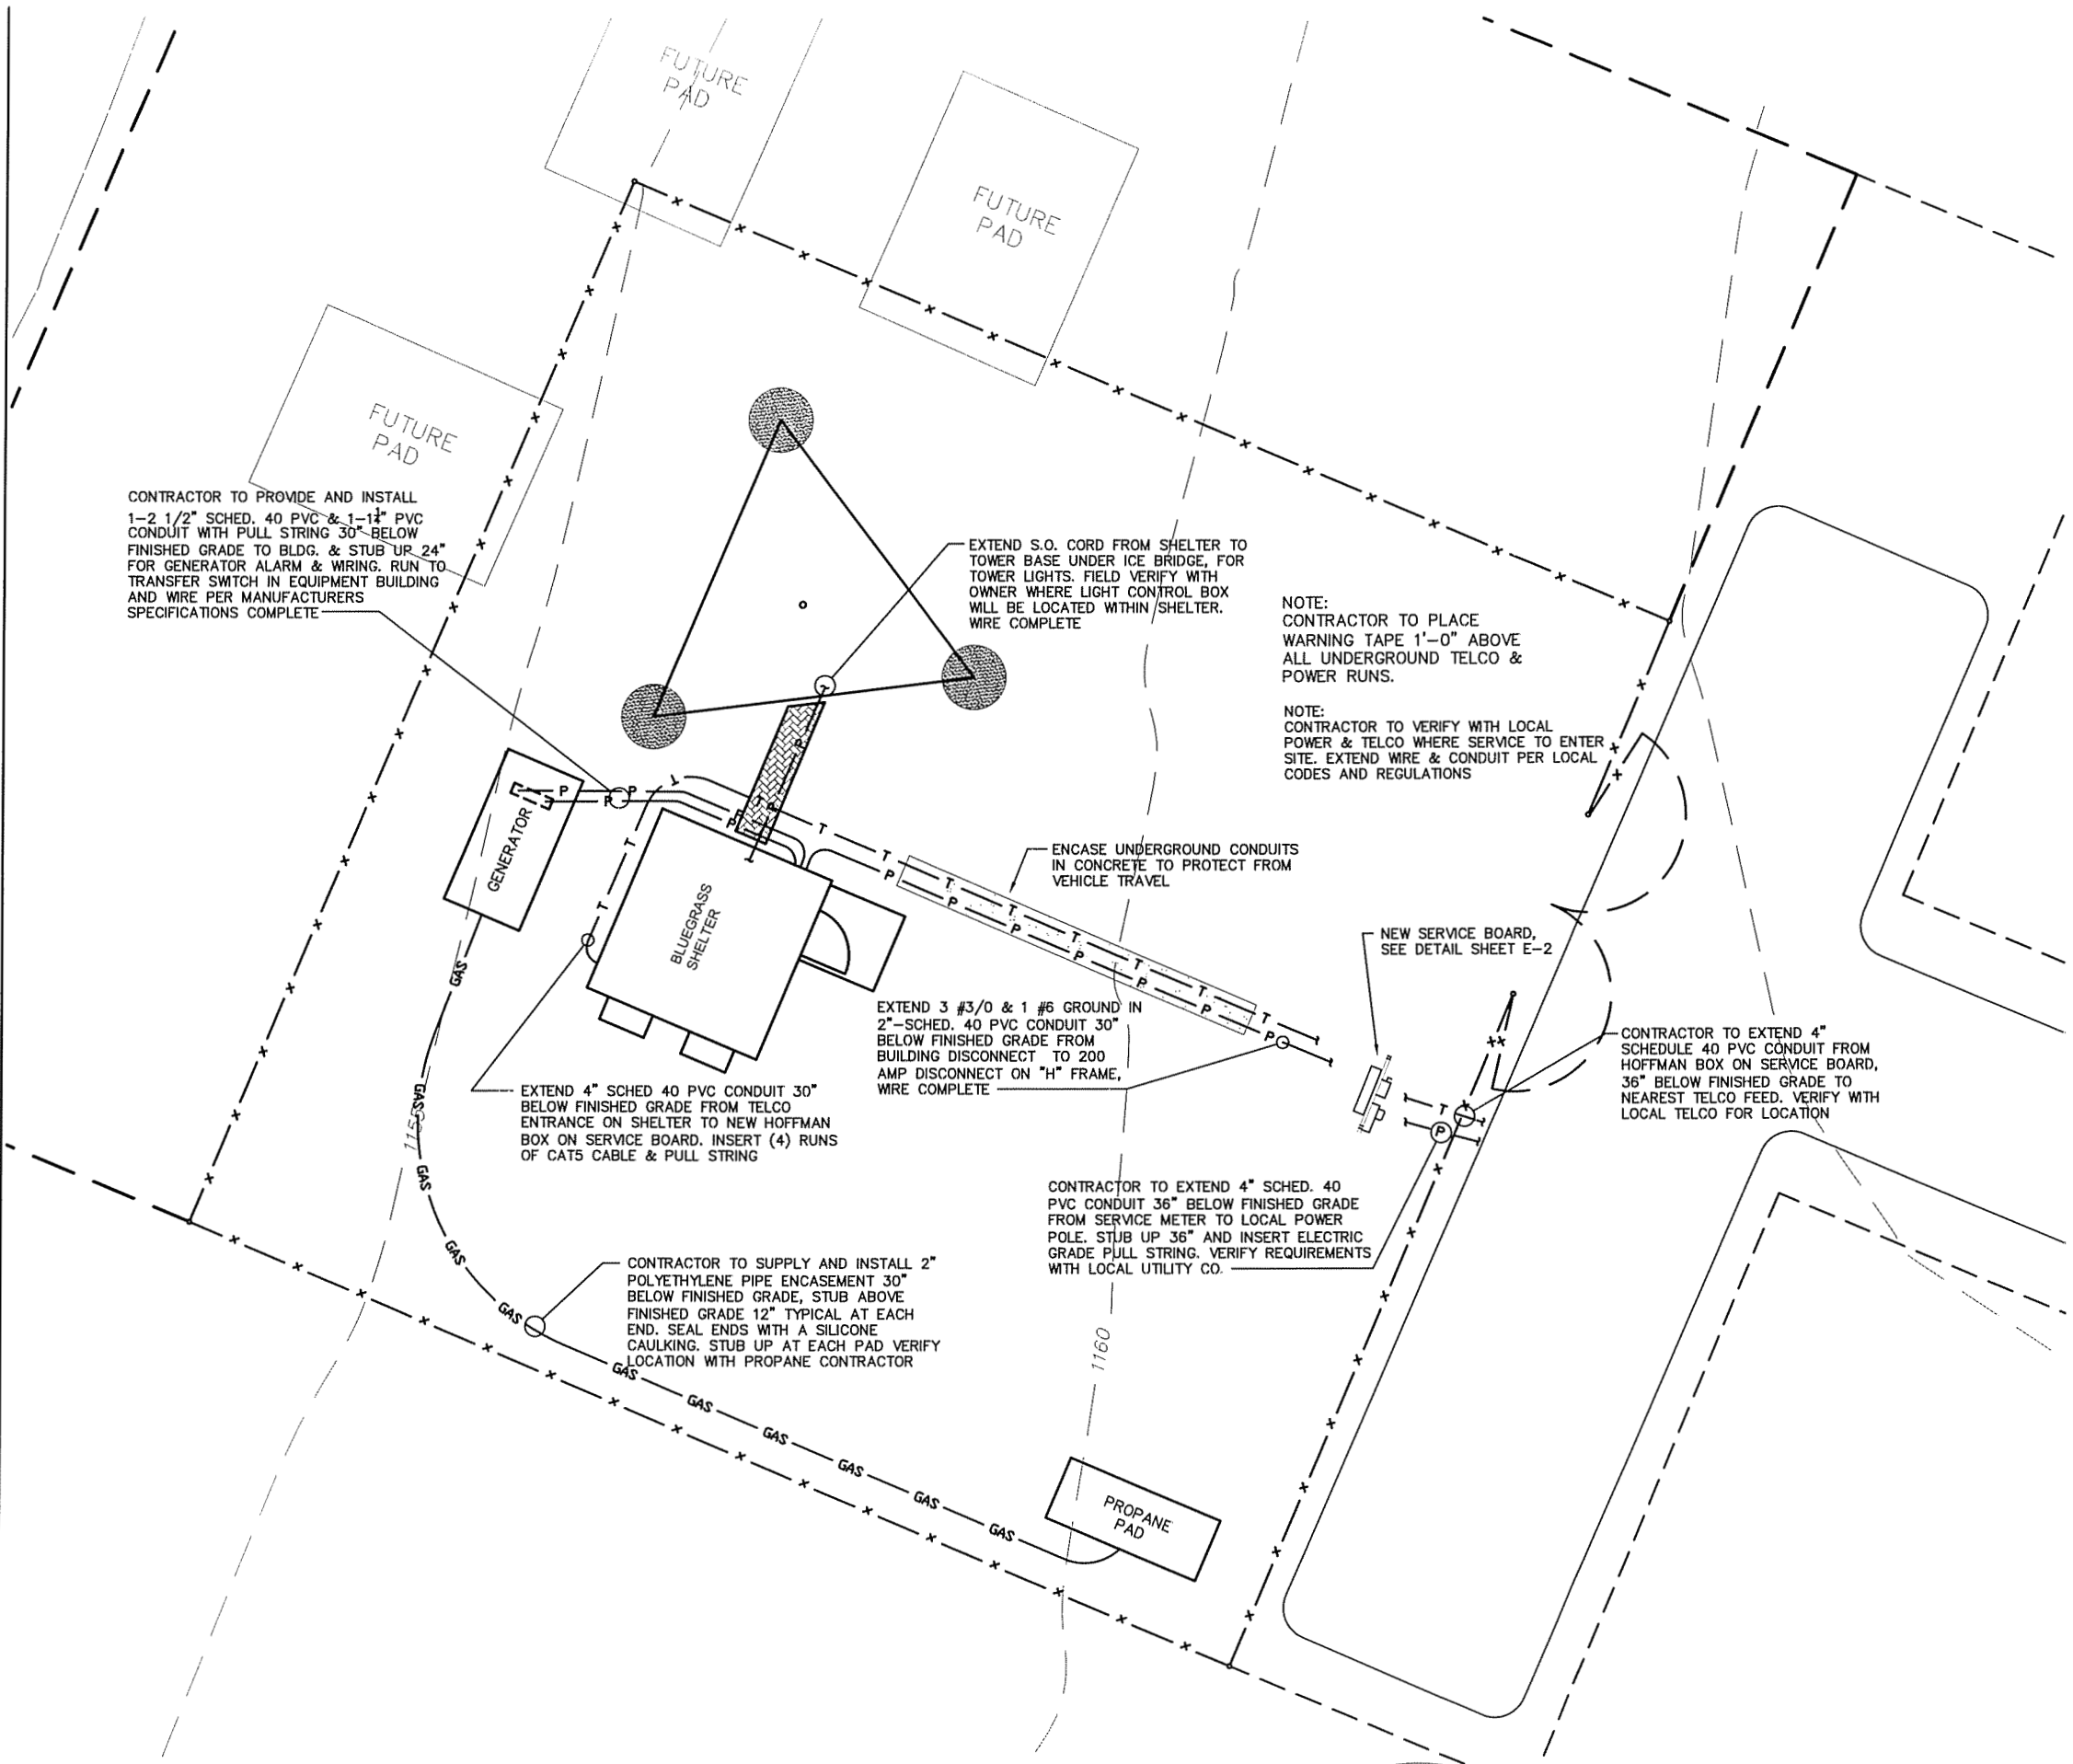 FUTURE
PAD
FUTURE
PAD
FUTURE
PAD
CONTRACTOR TO PROVIDE AND INSTALL
1-2 1/2" SCHED. 40 PVC & 1-1¼" PVC
CONDUIT WITH PULL STRING 30" BELOW
FINISHED GRADE TO BLDG. & STUB UP 24"
FOR GENERATOR ALARM & WIRING. RUN TO
TRANSFER SWITCH IN EQUIPMENT BUILDING
AND WIRE PER MANUFACTURERS
SPECIFICATIONS COMPLETE
EXTEND S.O. CORD FROM SHELTER TO
TOWER BASE UNDER ICE BRIDGE, FOR
TOWER LIGHTS. FIELD VERIFY WITH
OWNER WHERE LIGHT CONTROL BOX
WILL BE LOCATED WITHIN SHELTER.
WIRE COMPLETE
NOTE:
CONTRACTOR TO PLACE
WARNING TAPE 1'-0" ABOVE
ALL UNDERGROUND TELCO &
POWER RUNS.
NOTE:
CONTRACTOR TO VERIFY WITH LOCAL
POWER & TELCO WHERE SERVICE TO ENTER
SITE. EXTEND WIRE & CONDUIT PER LOCAL
CODES AND REGULATIONS
GENERATOR
BLUEGRASS
SHELTER
ENCASE UNDERGROUND CONDUITS
IN CONCRETE TO PROTECT FROM
VEHICLE TRAVEL
NEW SERVICE BOARD,
SEE DETAIL SHEET E-2
EXTEND 3 #3/0 & 1 #6 GROUND IN
2"-SCHED. 40 PVC CONDUIT 30"
BELOW FINISHED GRADE FROM
BUILDING DISCONNECT TO 200
AMP DISCONNECT ON "H" FRAME,
WIRE COMPLETE
CONTRACTOR TO EXTEND 4"
SCHEDULE 40 PVC CONDUIT FROM
HOFFMAN BOX ON SERVICE BOARD,
36" BELOW FINISHED GRADE TO
NEAREST TELCO FEED. VERIFY WITH
LOCAL TELCO FOR LOCATION
EXTEND 4" SCHED 40 PVC CONDUIT 30"
BELOW FINISHED GRADE FROM TELCO
ENTRANCE ON SHELTER TO NEW HOFFMAN
BOX ON SERVICE BOARD. INSERT (4) RUNS
OF CAT5 CABLE & PULL STRING
CONTRACTOR TO EXTEND 4" SCHED. 40
PVC CONDUIT 36" BELOW FINISHED GRADE
FROM SERVICE METER TO LOCAL POWER
POLE. STUB UP 36" AND INSERT ELECTRIC
GRADE PULL STRING. VERIFY REQUIREMENTS
WITH LOCAL UTILITY CO.
CONTRACTOR TO SUPPLY AND INSTALL 2"
POLYETHYLENE PIPE ENCASEMENT 30"
BELOW FINISHED GRADE, STUB ABOVE
FINISHED GRADE 12" TYPICAL AT EACH
END. SEAL ENDS WITH A SILICONE
CAULKING. STUB UP AT EACH PAD VERIFY
LOCATION WITH PROPANE CONTRACTOR
1155
1160
GAS
GAS
GAS
GAS
GAS
GAS
GAS
GAS
GAS
GAS
GAS
PROPANE
PAD
P
P
P
P
P
P
P
P
P
P
P
P
T
T
T
T
T
T
T
T
T
T
T
T